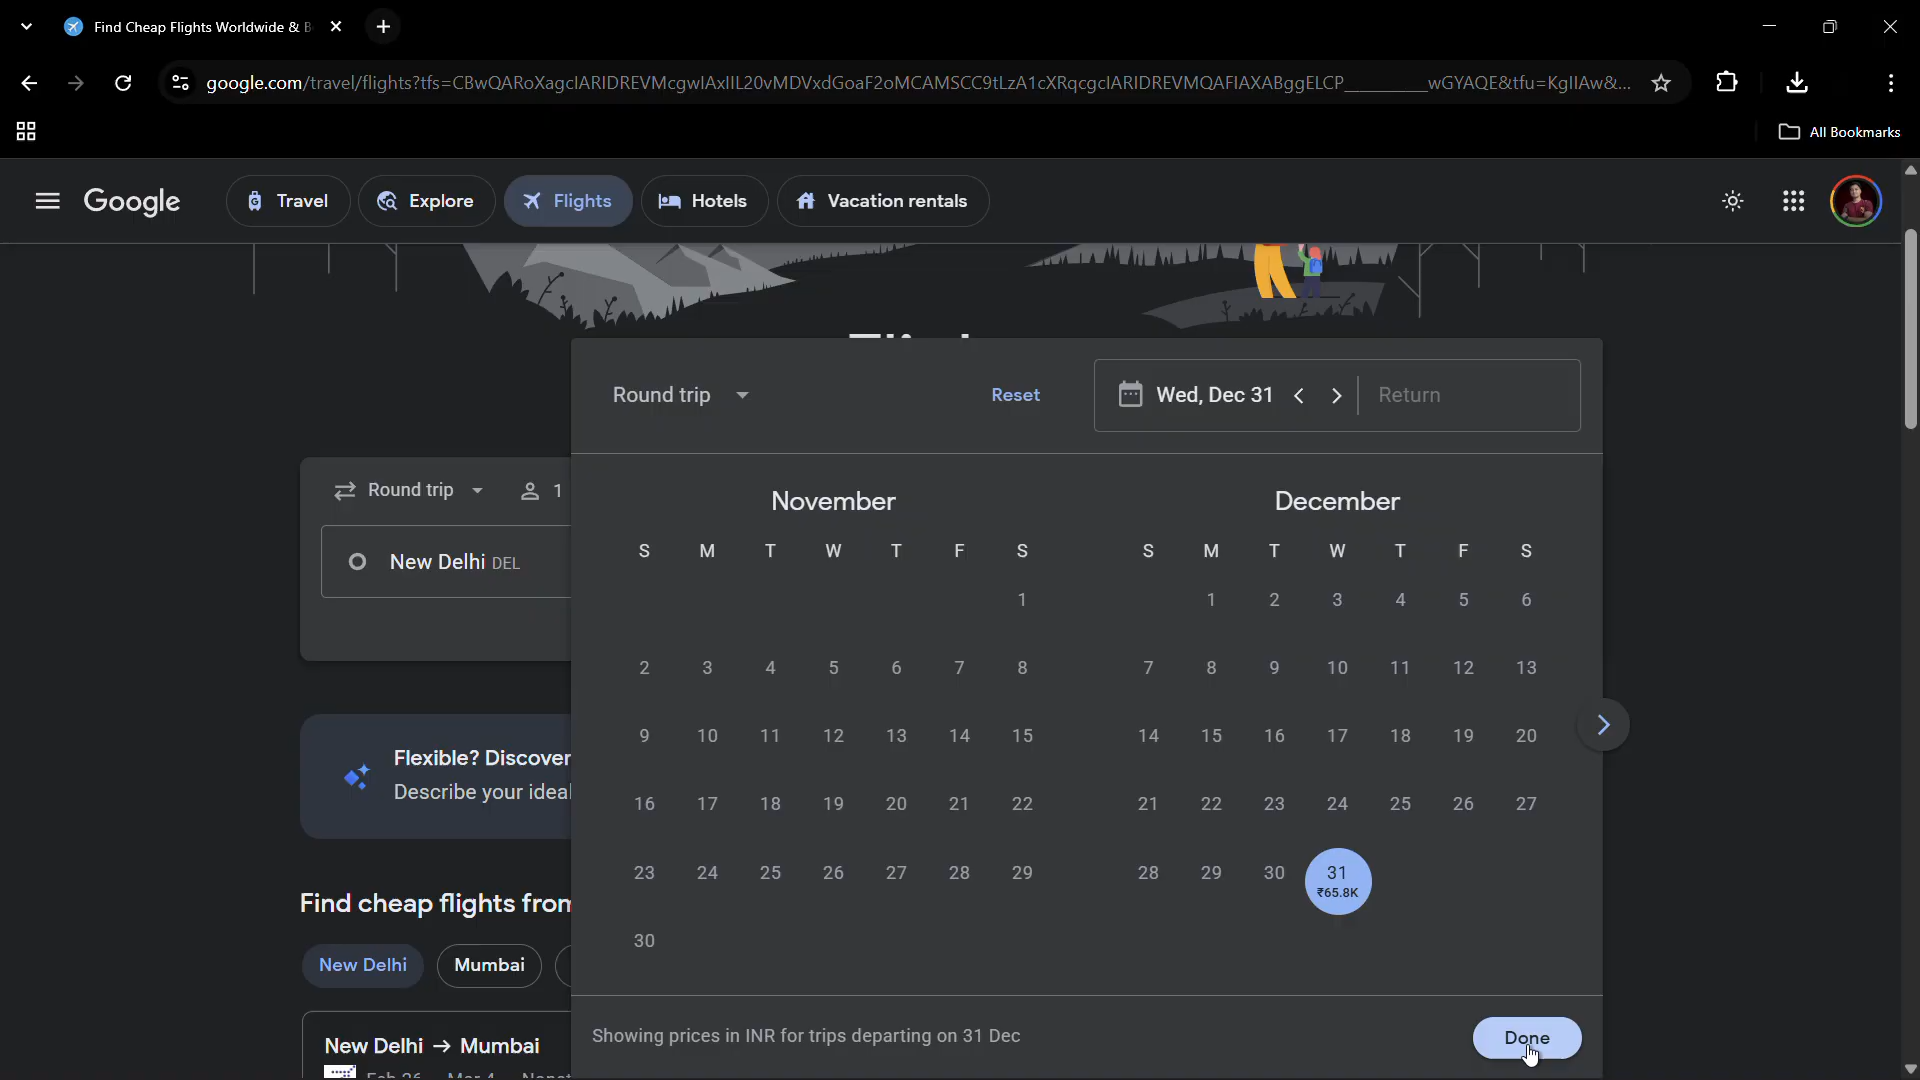 Find Cheap Flights Worldwide & B
google.com/travel/flights?tfs=CBwQARoXagcIARIDREVMcgwIAxIIL20vMDVxdGoaF2oMCAMSCC9tLzA1cXRqcgcIARIDREVMQAFIAXABggELCP___________wGYAQE&tfu=KgIIAw&...
All Bookmarks
Google
Travel
Explore
Flights
Hotels
Vacation rentals
Round trip
Reset
Wed, Dec 31
Return
Round trip
1
New Delhi DEL
November
S M T W T F S
1
2 3 4 5 6 7 8
9 10 11 12 13 14 15
16 17 18 19 20 21 22
23 24 25 26 27 28 29
30
December
S M T W T F S
1 2 3 4 5 6
7 8 9 10 11 12 13
14 15 16 17 18 19 20
21 22 23 24 25 26 27
28 29 30 31
₹65.8K
Flexible? Discover
Describe your ideal
Find cheap flights from
New Delhi
Mumbai
New Delhi → Mumbai
Showing prices in INR for trips departing on 31 Dec
Done